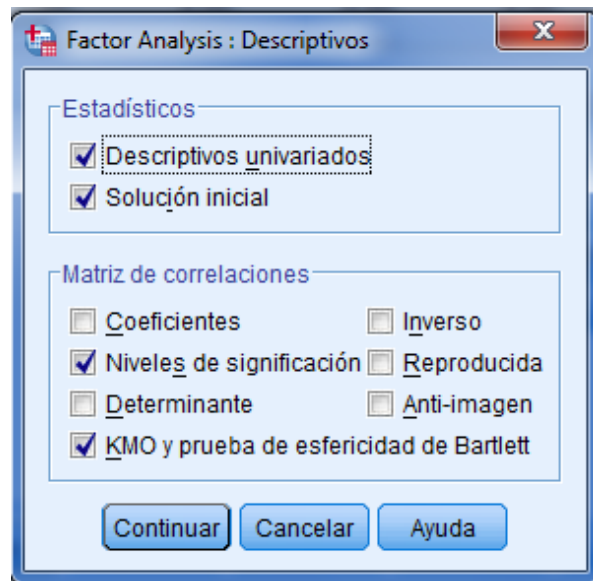 Factor Analysis : Descriptivos
Estadísticos
Descriptivos univariados
Solución inicial
Matriz de correlaciones
Coeficientes
Inverso
Niveles de significación
Reproducida
Determinante
Anti-imagen
KMO y prueba de esfericidad de Bartlett
Continuar Cancelar Ayuda